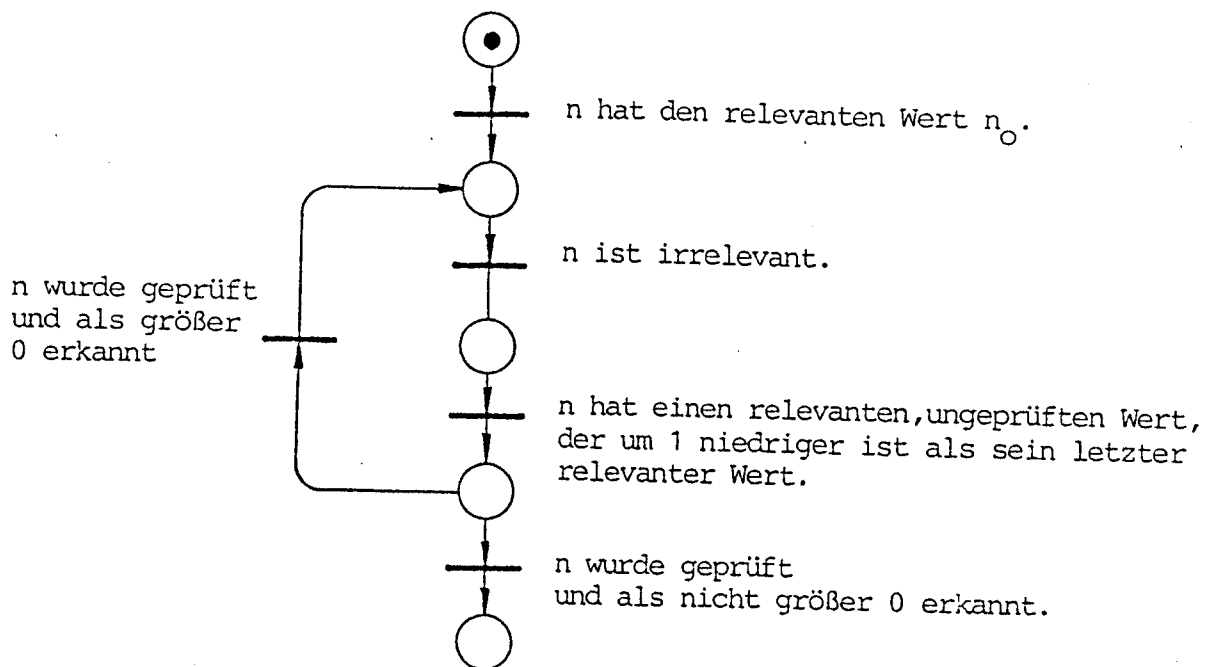 n hat den relevanten Wert n₀.
n ist irrelevant.
n wurde geprüft
und als größer
0 erkannt
n hat einen relevanten,ungeprüften Wert,
der um 1 niedriger ist als sein letzter
relevanter Wert.
n wurde geprüft
und als nicht größer 0 erkannt.